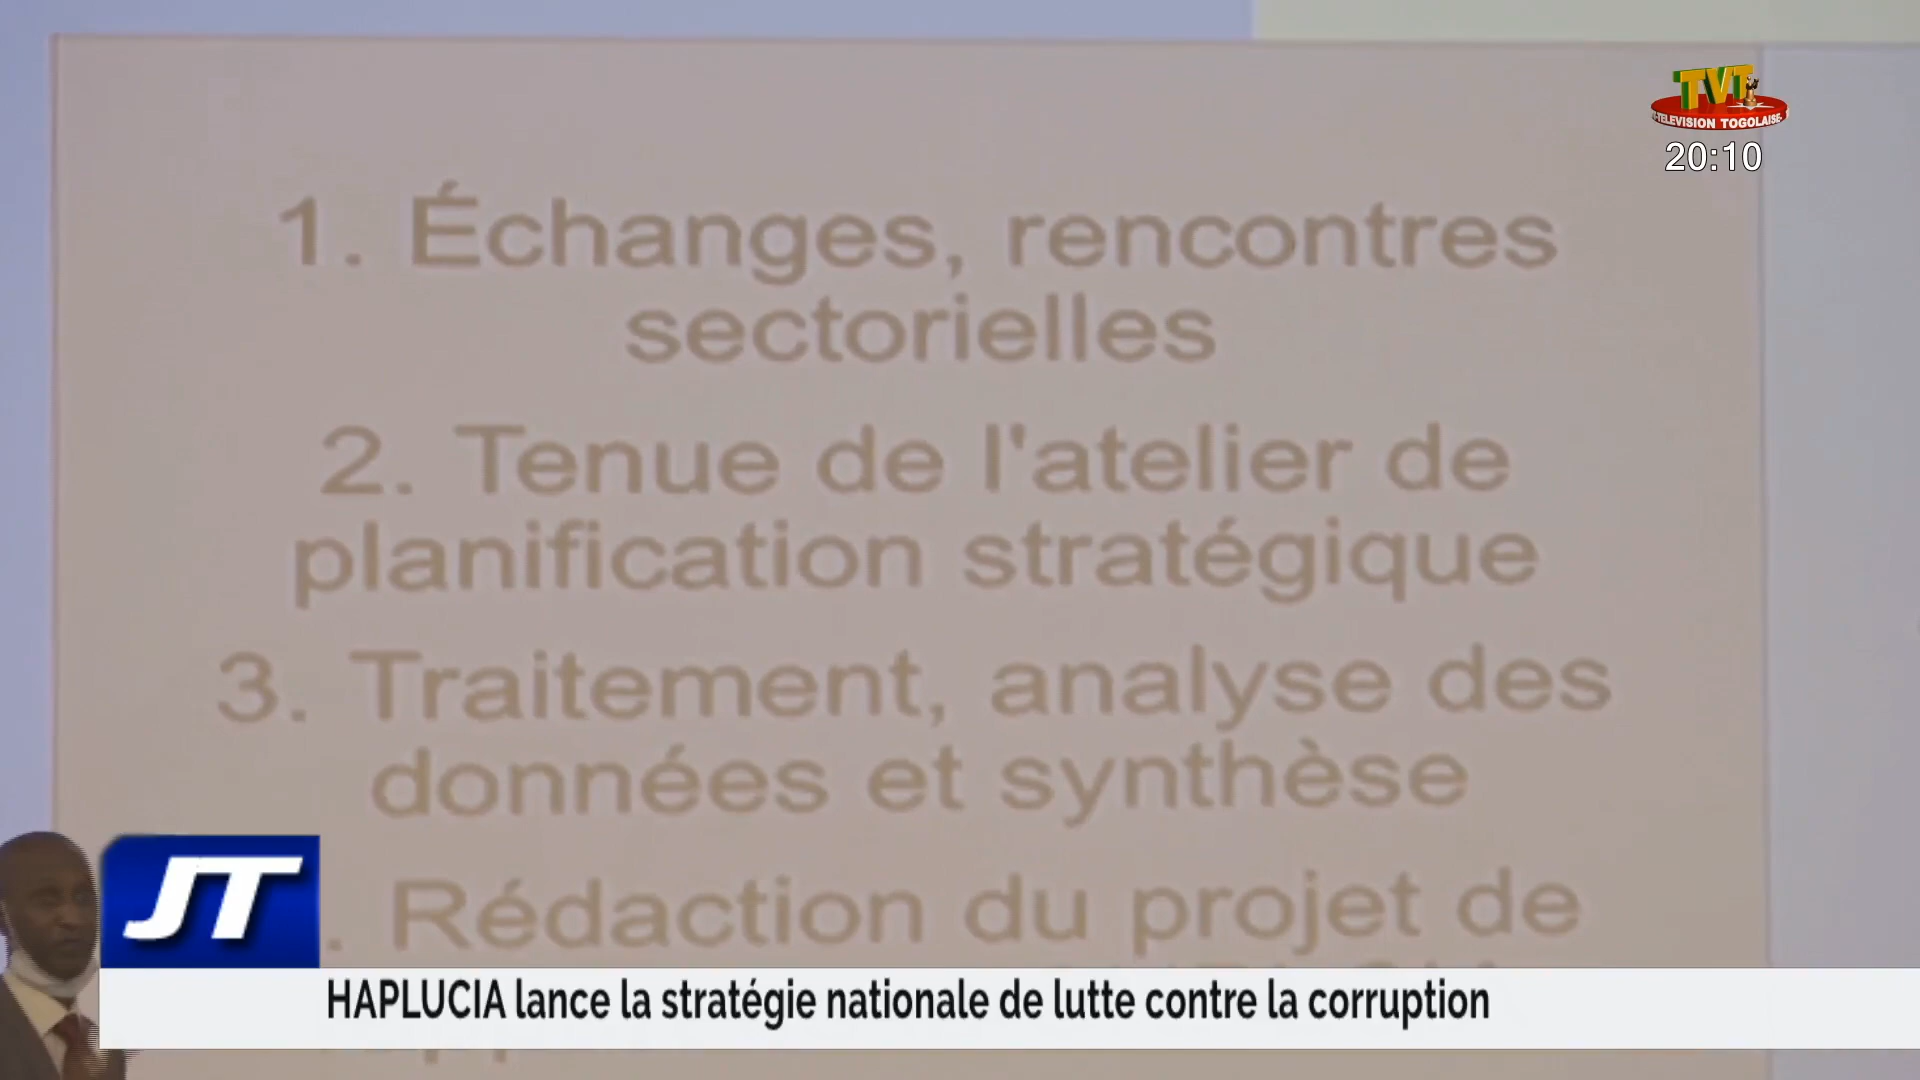 TVT
TELEVISION TOGOLAISE
20:10
1. Échanges, rencontres
sectorielles
2. Tenue de l'atelier de
planification stratégique
3. Traitement, analyse des
données et synthèse
. Rédaction du projet de
JT
HAPLUCIA lance la stratégie nationale de lutte contre la corruption